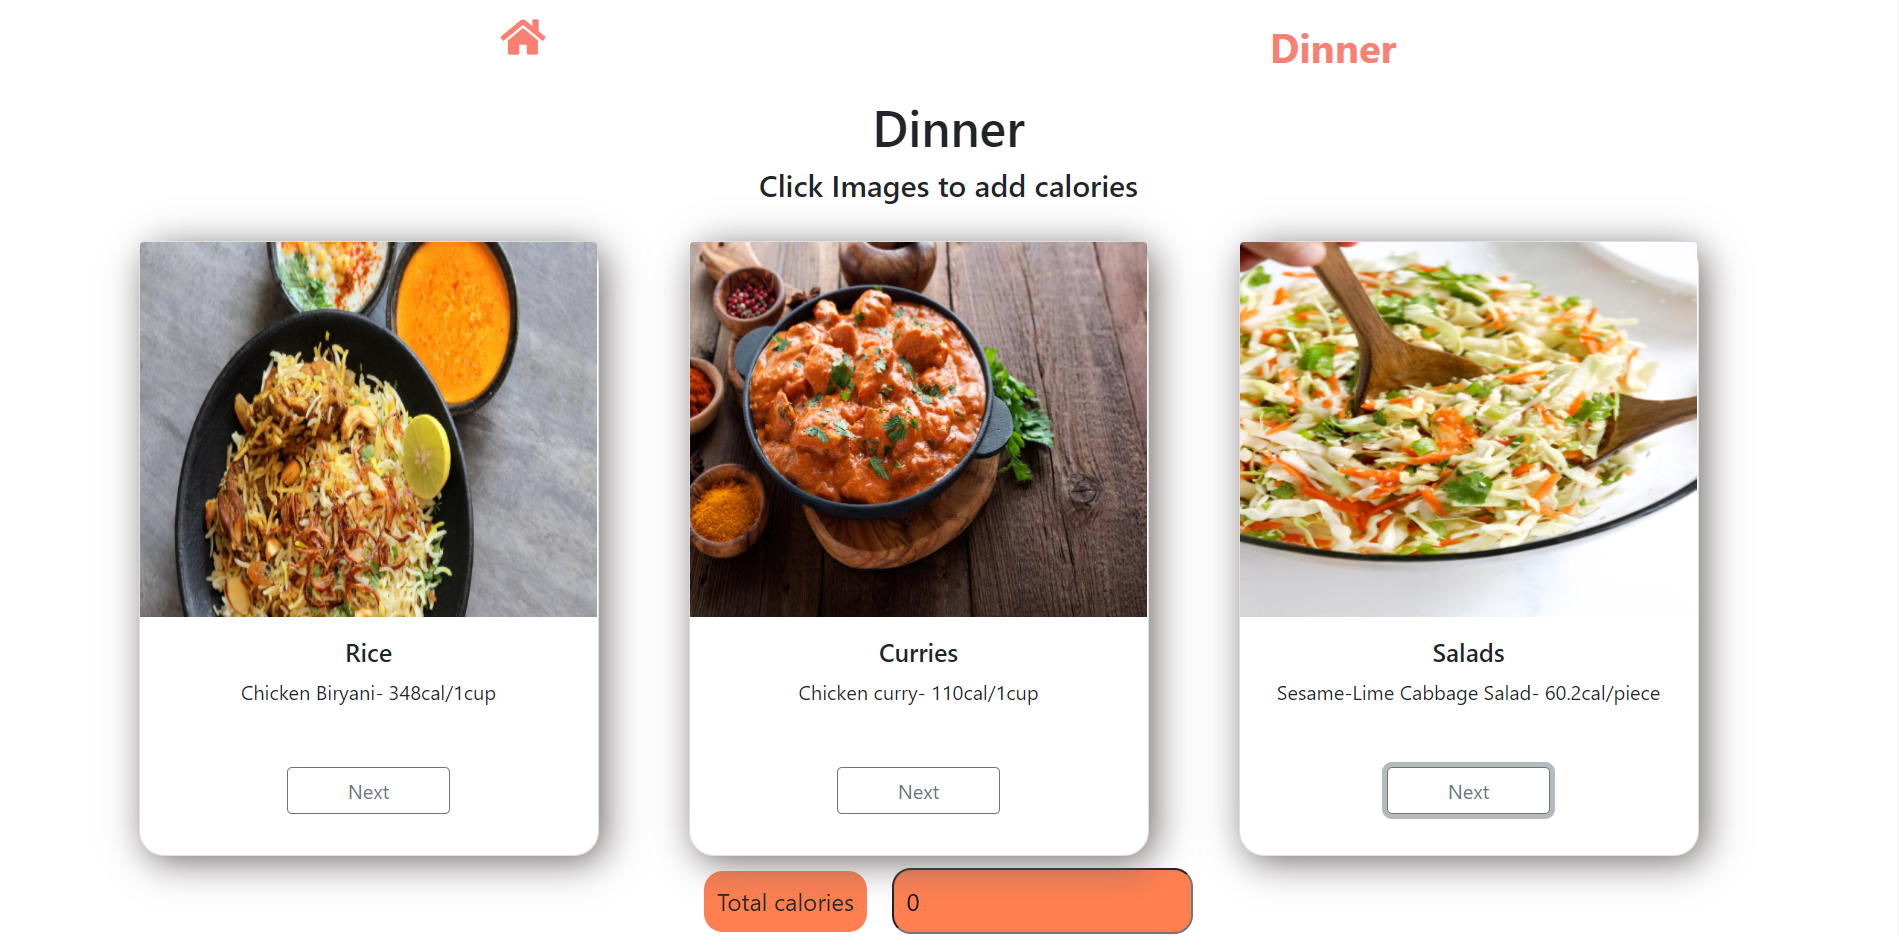 Dinner
Dinner
Click Images to add calories
Rice
Chicken Biryani- 348cal/1cup
Next
Curries
Chicken curry- 110cal/1cup
Next
Salads
Sesame-Lime Cabbage Salad- 60.2cal/piece
Next
Total calories
0